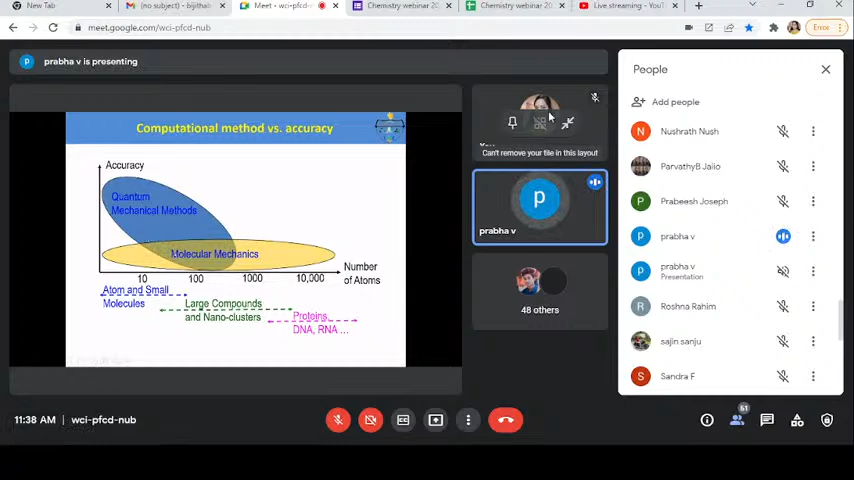 New Tab
(no subject) - bijithai
Meet - wci-pfcd-nub
Chemistry webinar 20
Chemistry webinar 20
Live streaming - YouT
meet.google.com/wci-pfcd-nub
Error
p prabha v is presenting
People
Computational method vs. accuracy
Accuracy
Quantum
Mechanical Methods
Molecular Mechanics
10 100 1000 10,000
Number
of Atoms
Atom and Small
Molecules
Large Compounds
and Nano-clusters
Proteins,
DNA, RNA ...
Can't remove your tile in this layout
p
prabha v
48 others
Add people
N Nushrath Nush
ParvathyB Jaiio
P Prabeesh Joseph
p prabha v
p prabha v
Presentation
R Roshna Rahim
sajin sanju
S Sandra F
11:38 AM | wci-pfcd-nub
51